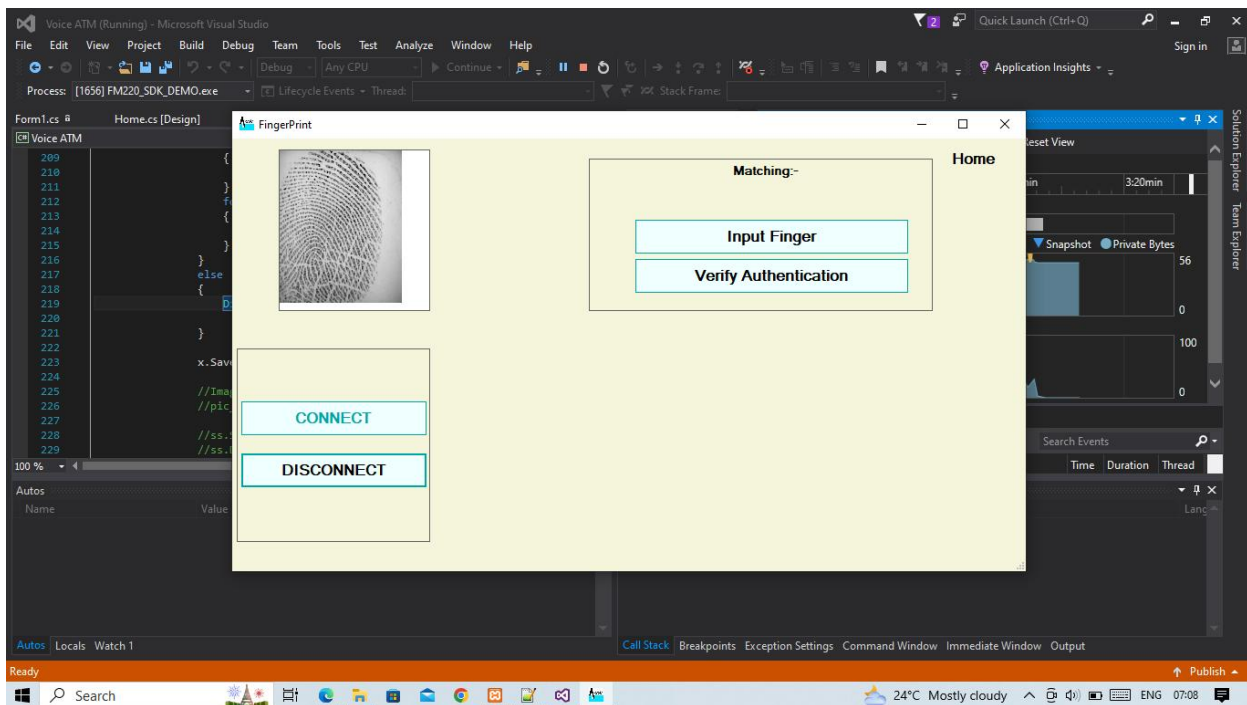 Voice ATM (Running) - Microsoft Visual Studio
2
Quick Launch (Ctrl+Q)
File Edit View Project Build Debug Team Tools Test Analyze Window Help
Sign in
Debug Any CPU Continue Application Insights
Process: [1656] FM220_SDK_DEMO.exe Lifecycle Events Thread: Stack Frame:
Form1.cs Home.cs [Design]
FingerPrint
Voice ATM
Reset View
Home
Matching:-
Input Finger
Verify Authentication
CONNECT
DISCONNECT
209 {
210
211 }
212
213 {
214
215 }
216 }
217 else
218 {
219
220
221 }
222
223 x.Sav
224
225 //Ima
226 //pic
227
228 //ss.
229 //ss.
3:20min
Snapshot Private Bytes
56
0
100
0
Solution Explorer
Team Explorer
100 %
Search Events
Time Duration Thread
Autos
Name Value
Lang
Autos Locals Watch 1
Call Stack Breakpoints Exception Settings Command Window Immediate Window Output
Ready
Publish
Search
24°C Mostly cloudy ENG 07:08